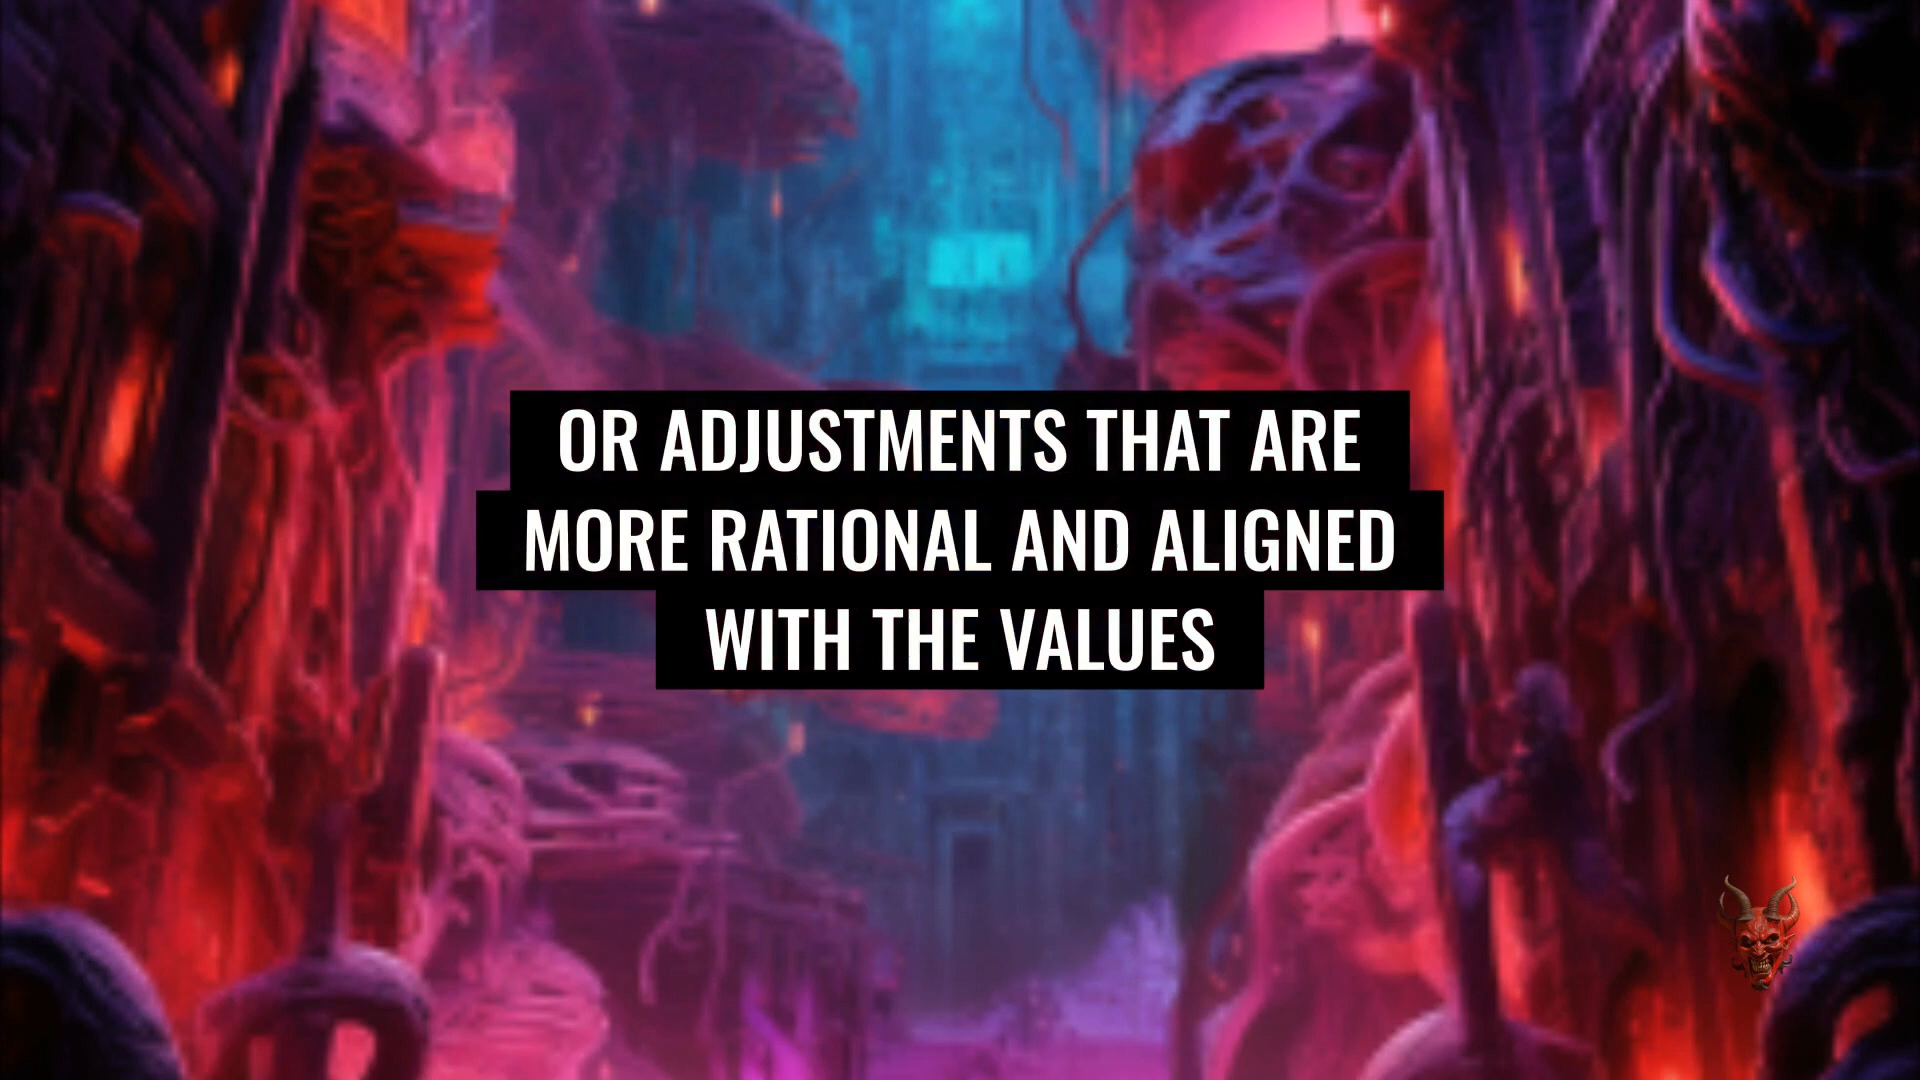 OR ADJUSTMENTS THAT ARE
MORE RATIONAL AND ALIGNED
WITH THE VALUES